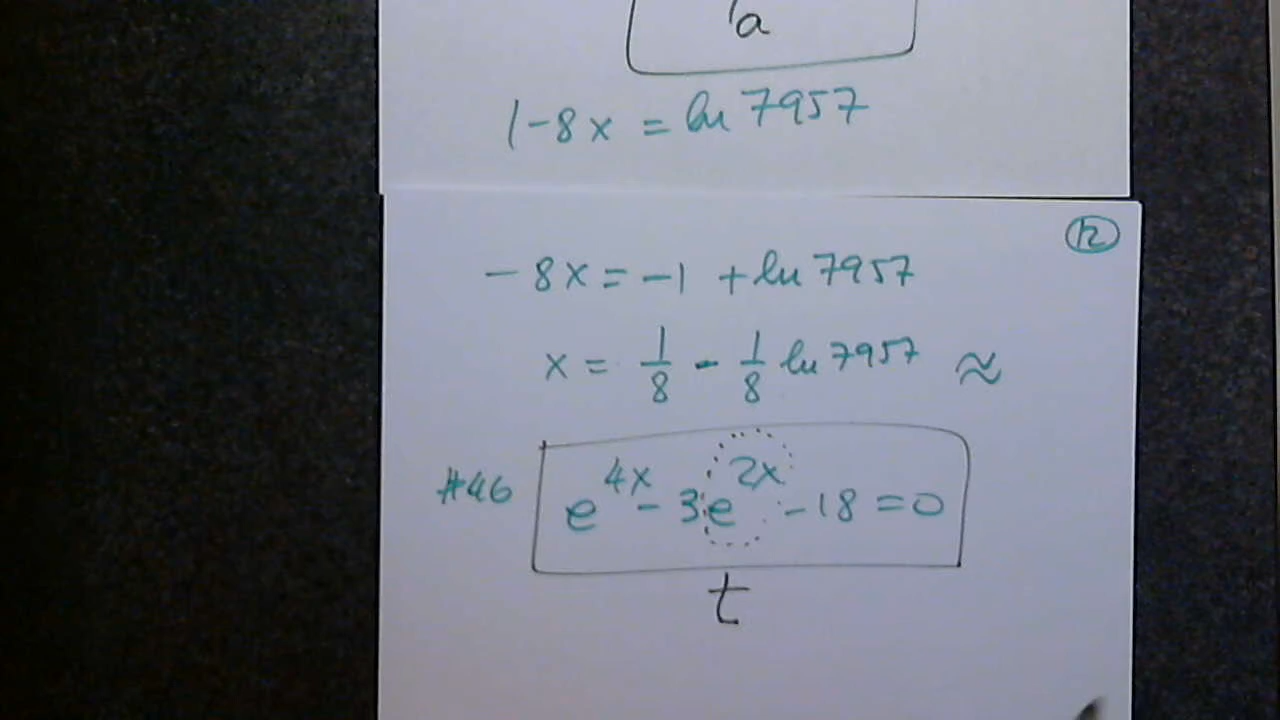 a
1-8x = ln 7957
12
-8x = -1 + ln 7957
x = 1/8 - 1/8 ln 7957 ≈
#46 e^4x - 3e^2x - 18 = 0
t